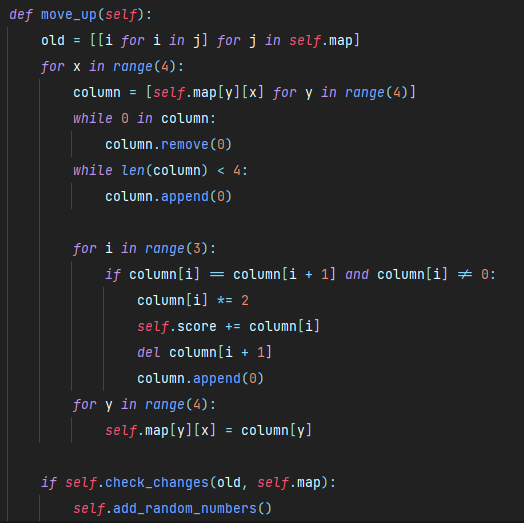 def move_up(self):
    old = [[i for i in j] for j in self.map]
    for x in range(4):
        column = [self.map[y][x] for y in range(4)]
        while 0 in column:
            column.remove(0)
        while len(column) < 4:
            column.append(0)

        for i in range(3):
            if column[i] == column[i + 1] and column[i] != 0:
                column[i] *= 2
                self.score += column[i]
                del column[i + 1]
                column.append(0)
        for y in range(4):
            self.map[y][x] = column[y]

    if self.check_changes(old, self.map):
        self.add_random_numbers()